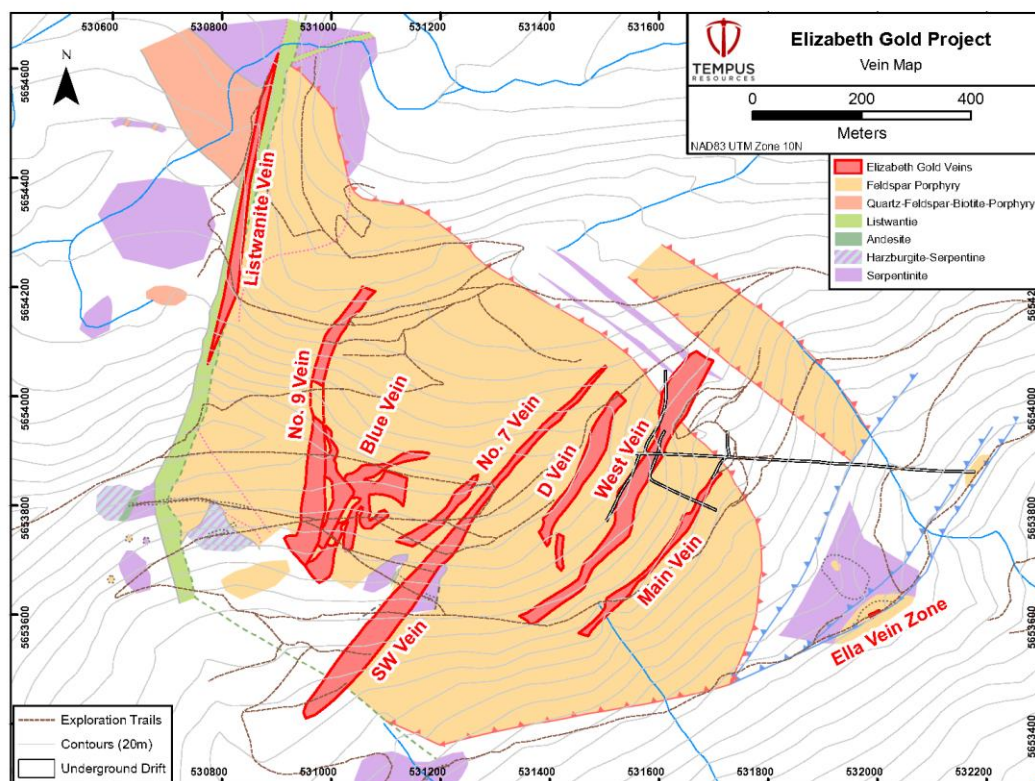 530600 530800 531000 531200 531400 531600
Elizabeth Gold Project
Vein Map
TEMPUS
RESOURCES
0 200 400
Meters
NAD83 UTM Zone 10N
Elizabeth Gold Veins
Feldspar Porphyry
Quartz-Feldspar-Biotite-Porphyry
Listwantie
Andesite
Harzburgite-Serpentine
Serpentinite
N
5654600
5654400
5654200
5654000
5653800
5653600
Listwanite Vein
No. 9 Vein
Blue Vein
No. 7 Vein
D Vein
West Vein
Main Vein
SW Vein
Ella Vein Zone
5654000
5653800
5653600
5653400
Exploration Trails
Contours (20m)
Underground Drift
530800 531000 531200 531400 531600 531800 532000 532200